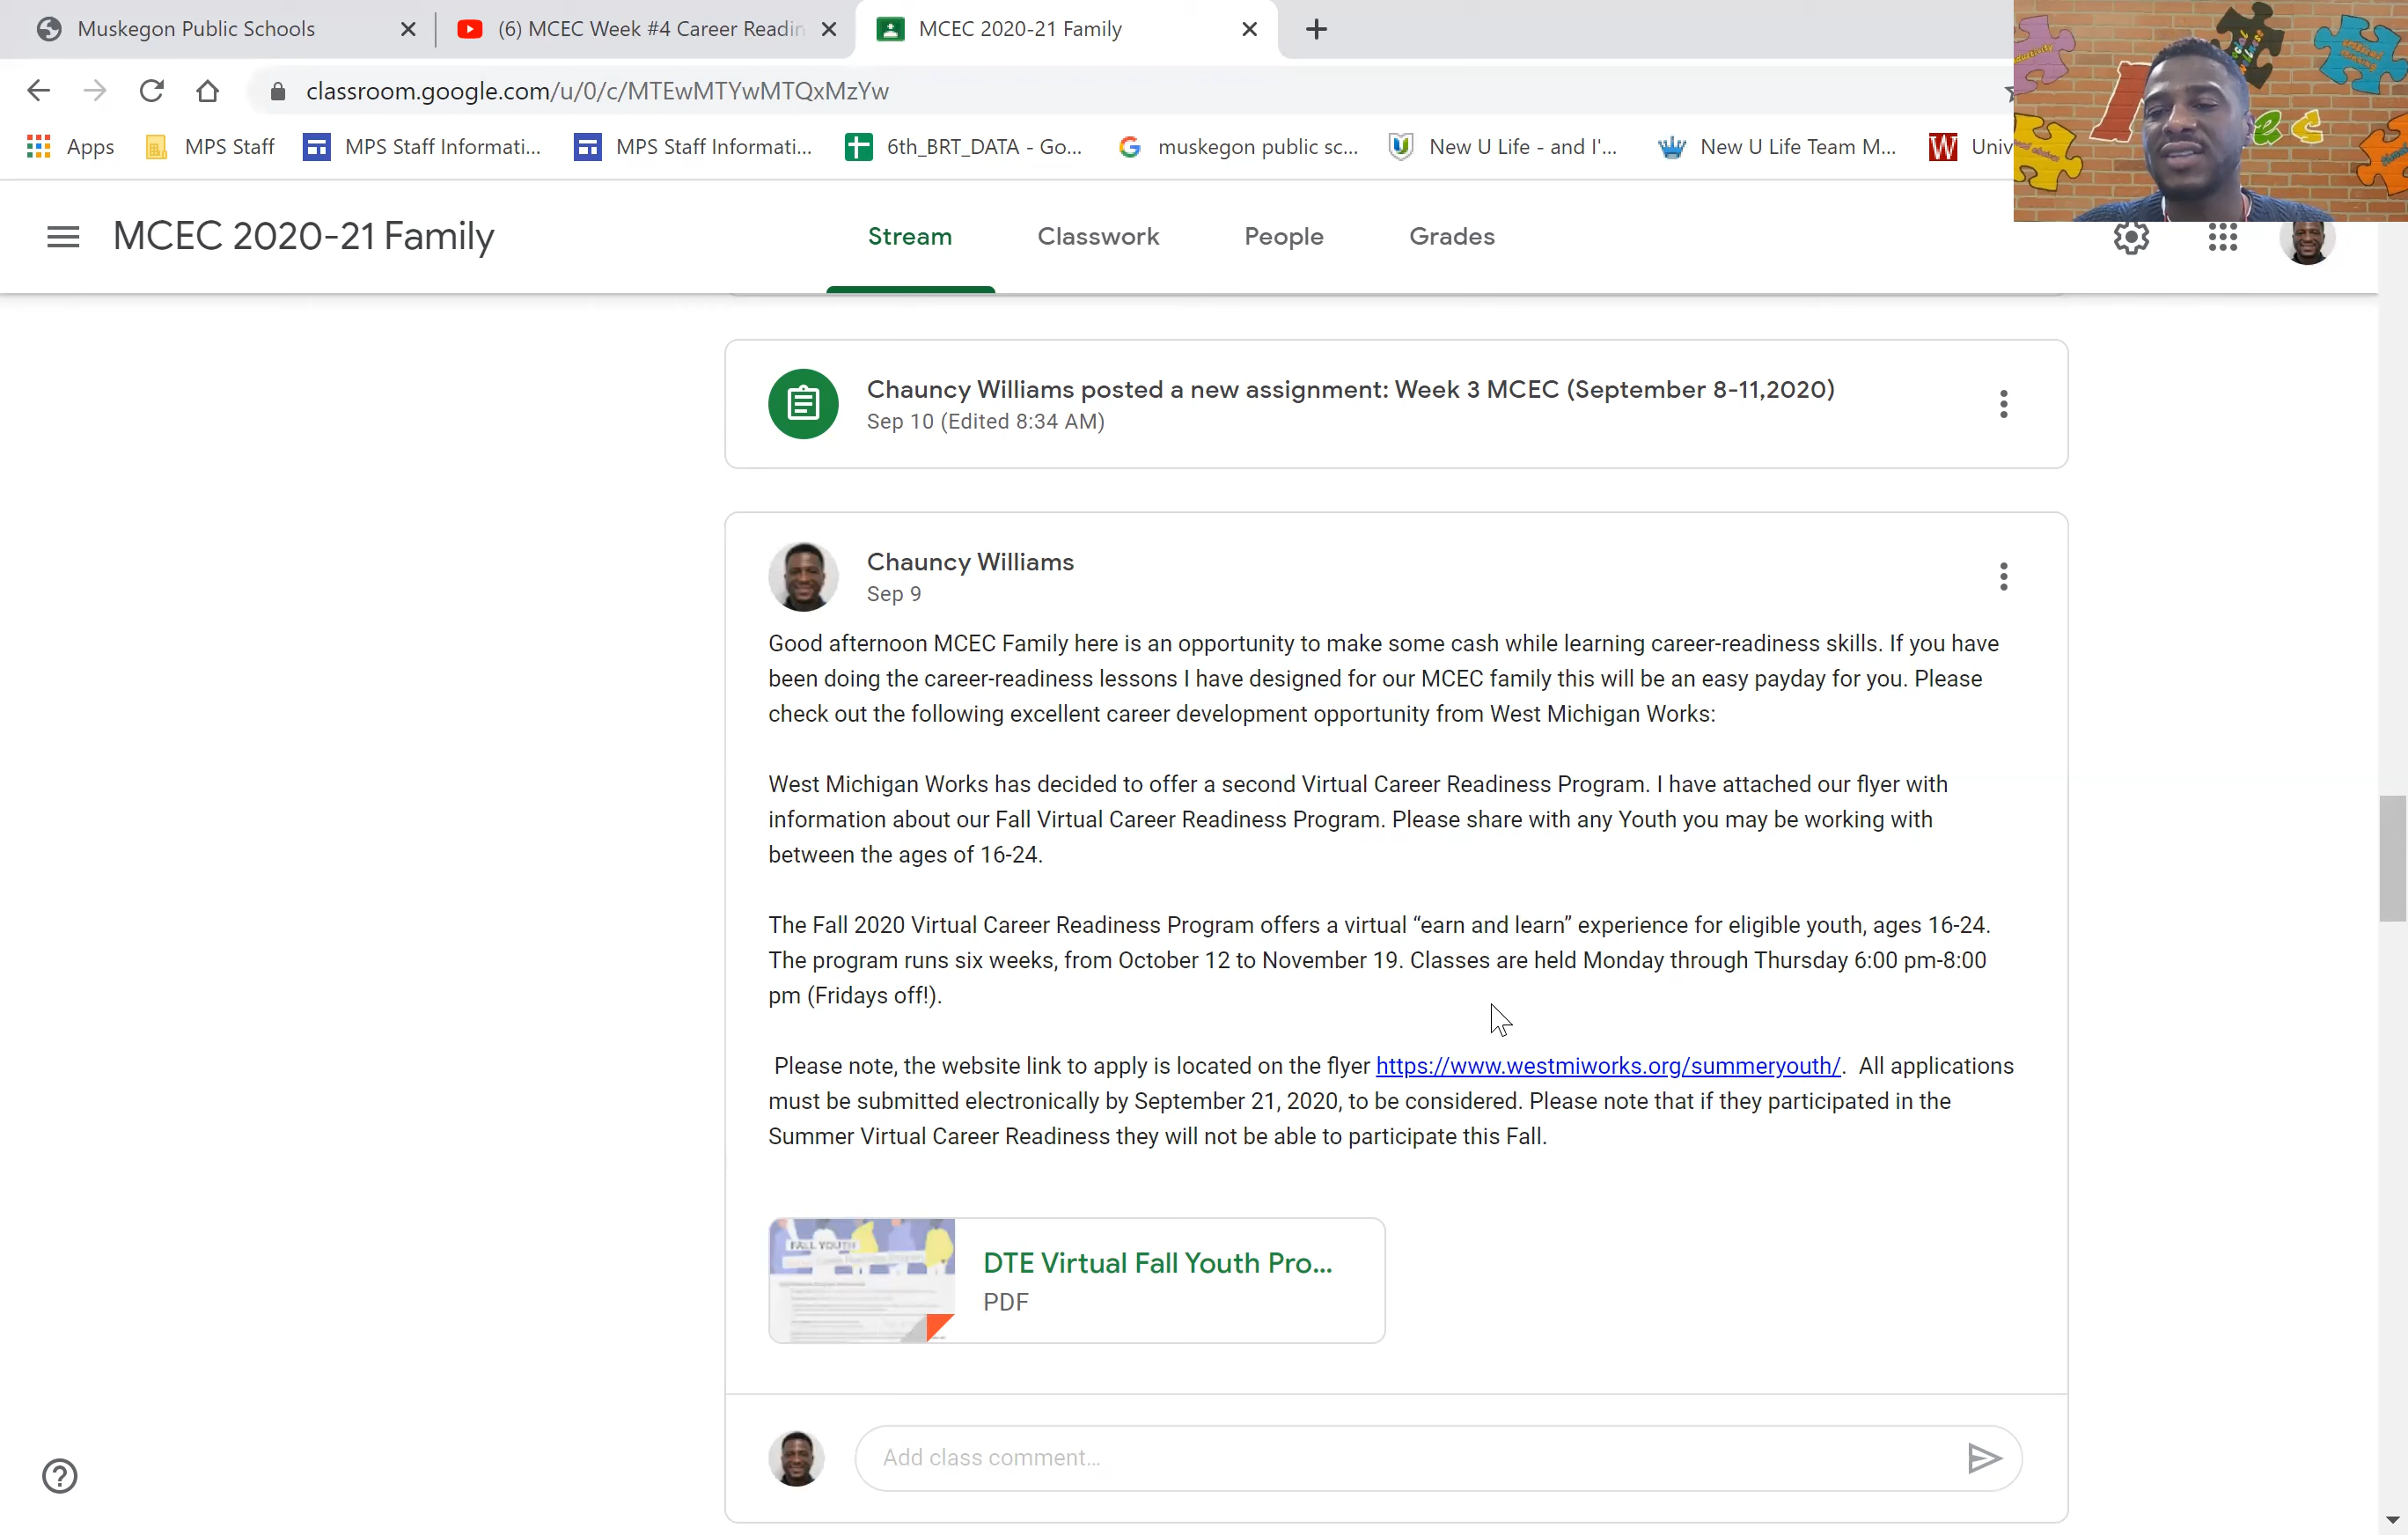 Muskegon Public Schools
(6) MCEC Week #4 Career Readin
MCEC 2020-21 Family
classroom.google.com/u/0/c/MTEwMTYwMTQxMzYw
Apps
MPS Staff
MPS Staff Informati...
MPS Staff Informati...
6th_BRT_DATA - Go...
muskegon public sc...
New U Life - and I'...
New U Life Team M...
Univ
MCEC 2020-21 Family
Stream
Classwork
People
Grades
Chauncy Williams posted a new assignment: Week 3 MCEC (September 8-11,2020)
Sep 10 (Edited 8:34 AM)
Chauncy Williams
Sep 9
Good afternoon MCEC Family here is an opportunity to make some cash while learning career-readiness skills. If you have
been doing the career-readiness lessons I have designed for our MCEC family this will be an easy payday for you. Please
check out the following excellent career development opportunity from West Michigan Works:
West Michigan Works has decided to offer a second Virtual Career Readiness Program. I have attached our flyer with
information about our Fall Virtual Career Readiness Program. Please share with any Youth you may be working with
between the ages of 16-24.
The Fall 2020 Virtual Career Readiness Program offers a virtual “earn and learn” experience for eligible youth, ages 16-24.
The program runs six weeks, from October 12 to November 19. Classes are held Monday through Thursday 6:00 pm-8:00
pm (Fridays off!).
Please note, the website link to apply is located on the flyer https://www.westmiworks.org/summeryouth/. All applications
must be submitted electronically by September 21, 2020, to be considered. Please note that if they participated in the
Summer Virtual Career Readiness they will not be able to participate this Fall.
FALL YOUTH
DTE Virtual Fall Youth Pro...
PDF
Add class comment...